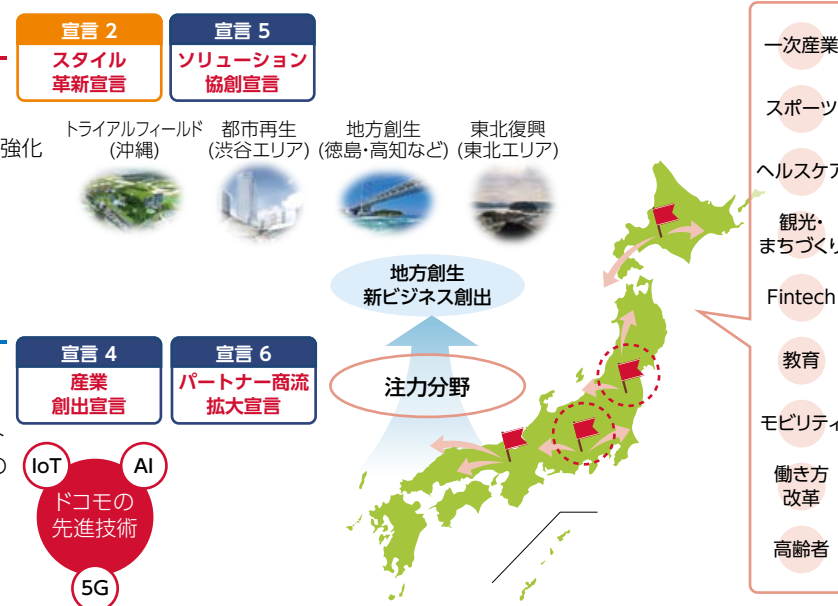 宣言 2
スタイル
革新宣言
宣言 5
ソリューション
協創宣言
強化
トライアルフィールド
(沖縄)
都市再生
(渋谷エリア)
地方創生
(徳島・高知など)
東北復興
(東北エリア)
地方創生
新ビジネス創出
宣言 4
産業
創出宣言
宣言 6
パートナー商流
拡大宣言
注力分野
IoT
AI
ドコモの
先進技術
5G
一次産業
スポーツ
ヘルスケア
観光・
まちづくり
Fintech
教育
モビリティ
働き方
改革
高齢者